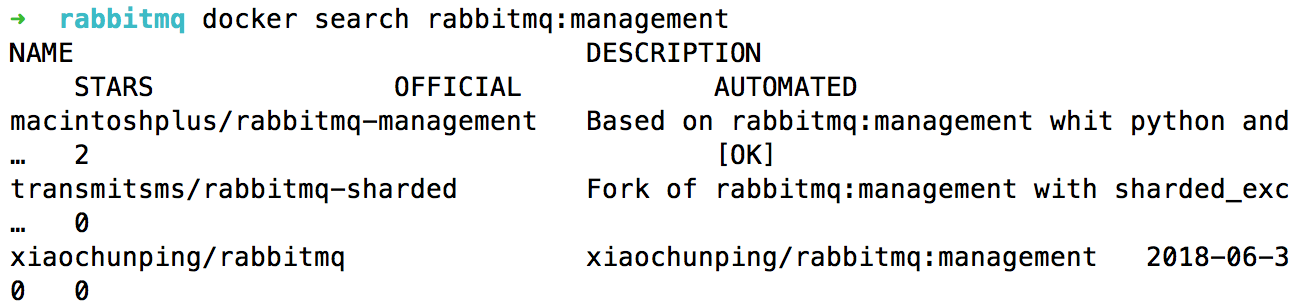 ➜ rabbitmq docker search rabbitmq:management
NAME DESCRIPTION
STARS OFFICIAL AUTOMATED
macintoshplus/rabbitmq-management Based on rabbitmq:management whit python and
… 2 [OK]
transmitsms/rabbitmq-sharded Fork of rabbitmq:management with sharded_exc
… 0
xiaochunping/rabbitmq xiaochunping/rabbitmq:management 2018-06-3
0 0